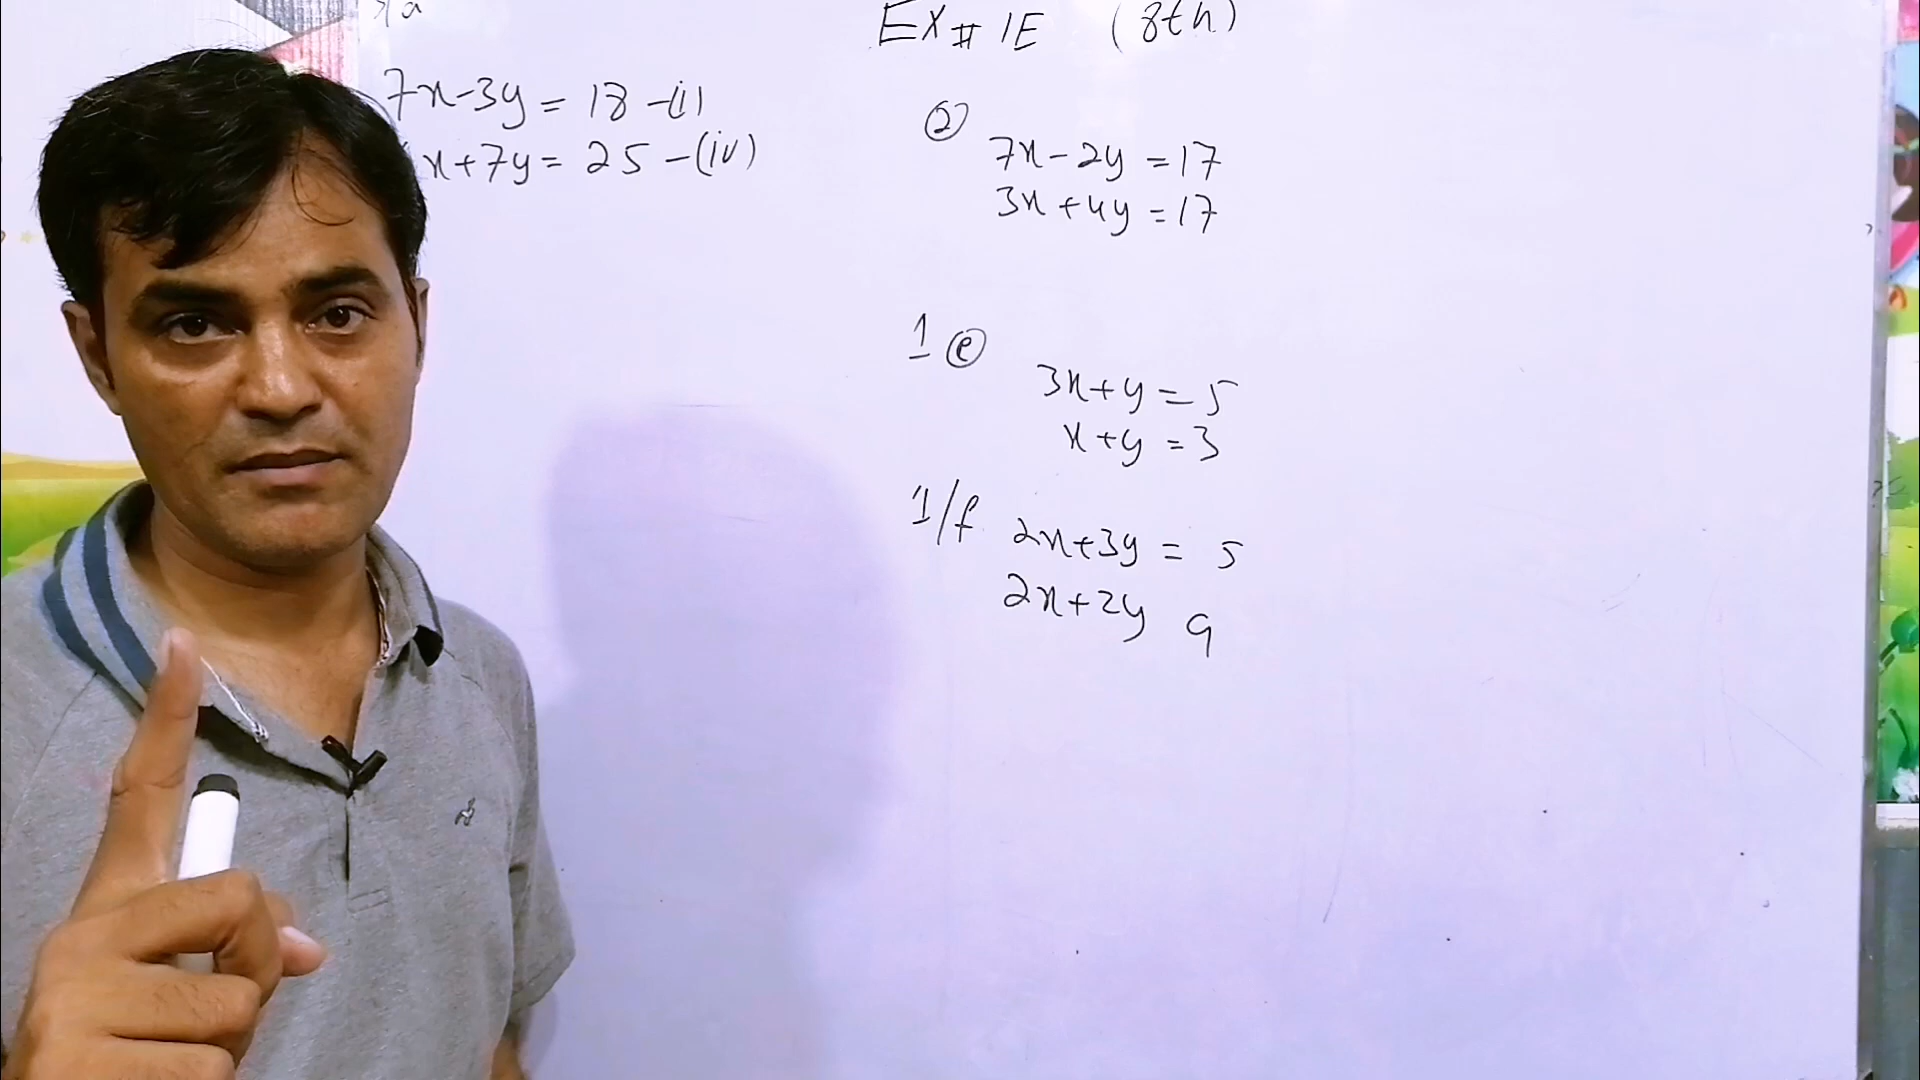 Ex # 1E (8th)
7x-3y = 18 -(i)
x+7y = 25 -(iv)
②
7x-2y = 17
3x+4y = 17
1 ⓔ
3x+y = 5
x+y = 3
1/f 2x+3y = 5
2x+2y 9